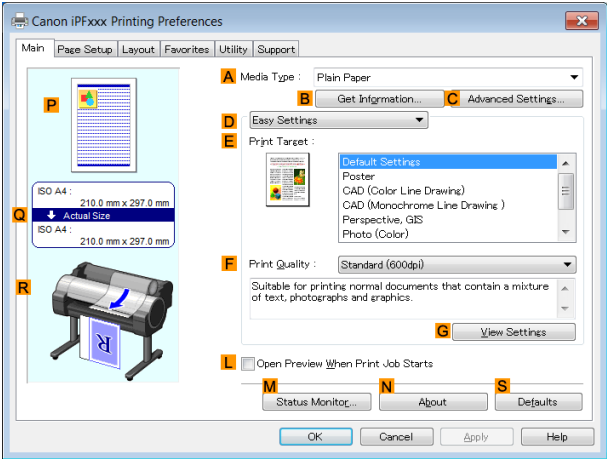 Canon iPFxxx Printing Preferences
Main Page Setup Layout Favorites Utility Support
A Media Type : Plain Paper
B Get Information... C Advanced Settings...
D Easy Settings
E Print Target :
Default Settings
Poster
CAD (Color Line Drawing)
CAD (Monochrome Line Drawing )
Perspective, GIS
Photo (Color)
F Print Quality : Standard (600dpi)
Suitable for printing normal documents that contain a mixture
of text, photographs and graphics.
G View Settings
L Open Preview When Print Job Starts
M Status Monitor... N About S Defaults
P
Q
ISO A4 :
210.0 mm x 297.0 mm
Actual Size
ISO A4 :
210.0 mm x 297.0 mm
R
R
OK Cancel Apply Help